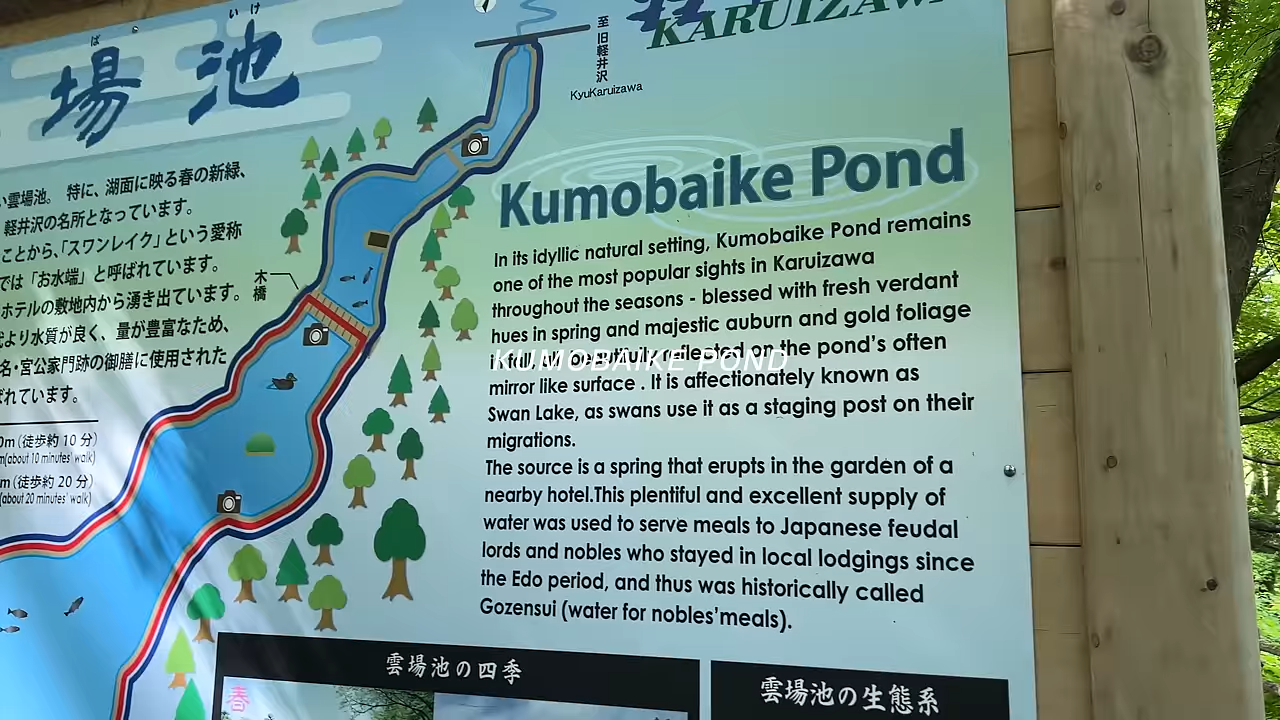 ば いけ
場池
い雲場池。 特に、湖面に映る春の新緑、
軽井沢の名所となっています。
ことから、「スワンレイク」という愛称
では「お水端」と呼ばれています。
ホテルの敷地内から湧き出ています。
より水質が良く、量が豊富なため、
名・宮公家門跡の御膳に使用された
ばれています。
0m(徒歩約 10 分)
m(about 10 minutes' walk)
m(徒歩約 20 分)
(about 20 minutes' walk)
木橋
至旧軽井沢
KyuKaruizawa
KARUIZAWA
Kumobaike Pond
In its idyllic natural setting, Kumobaike Pond remains
one of the most popular sights in Karuizawa
throughout the seasons - blessed with fresh verdant
hues in spring and majestic auburn and gold foliage
in fall, all beautifully reflected on the pond's often
mirror like surface . It is affectionately known as
Swan Lake, as swans use it as a staging post on their
migrations.
The source is a spring that erupts in the garden of a
nearby hotel.This plentiful and excellent supply of
water was used to serve meals to Japanese feudal
lords and nobles who stayed in local lodgings since
the Edo period, and thus was historically called
Gozensui (water for nobles'meals).
KUMOBAIKE POND
雲場池の四季
春
雲場池の生態系